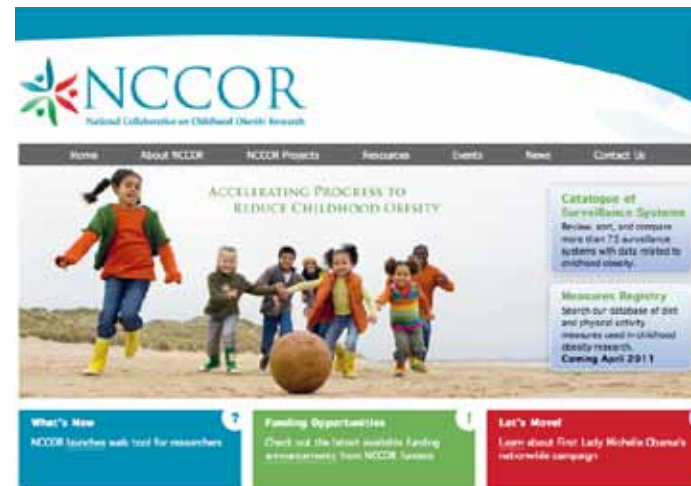 NCCOR
National Collaborative on Childhood Obesity Research
Home About NCCOR NCCOR Projects Resources Events News Contact Us
ACCELERATING PROGRESS TO
REDUCE CHILDHOOD OBESITY
Catalogue of
Surveillance Systems
Review, sort, and compare
more than 75 surveillance
systems with data related to
childhood obesity.
Measures Registry
Search our database of diet
and physical activity
measures used in childhood
obesity research.
Coming April 2011
What's New
?
NCCOR launches web tool for researchers
Funding Opportunities
!
Check out the latest available funding
announcements from NCCOR funders
Let's Move!
Learn about First Lady Michelle Obama's
nationwide campaign